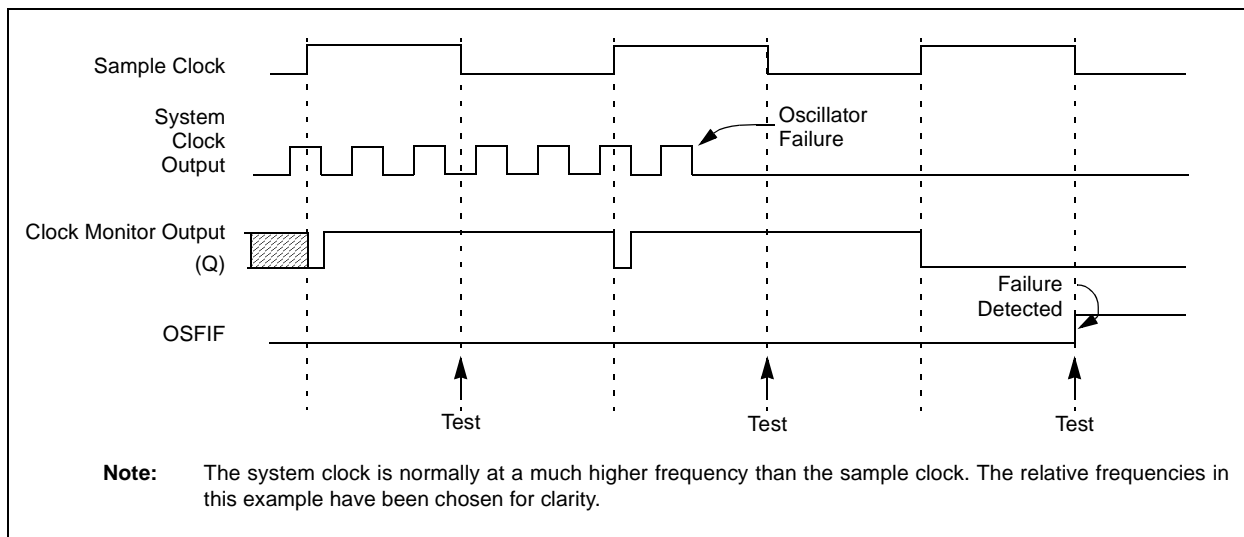 Sample Clock
System
Clock
Output
Oscillator
Failure
Clock Monitor Output
(Q)
Failure
Detected
OSFIF
Test
Test
Test
Note: The system clock is normally at a much higher frequency than the sample clock. The relative frequencies in
this example have been chosen for clarity.